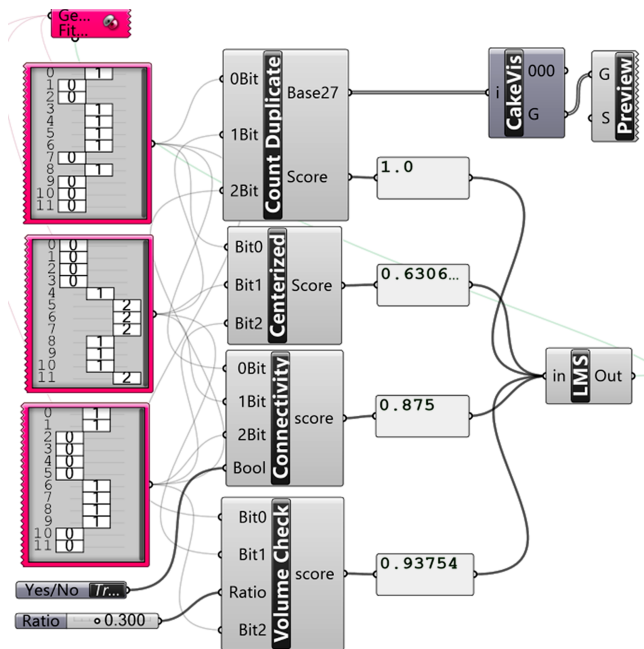 Ge...
Fit...
0 1
1 0
2 0
3 1
4 1
5 1
6 1
7 0
8 1
9 0
10 0
11 0
0 0
1 0
2 0
3 0
4 1
5 2
6 2
7 2
8 1
9 1
10 1
11 2
0 1
1 1
2 0
3 0
4 0
5 0
6 1
7 1
8 1
9 1
10 0
11 0
Yes/No Tr...
Ratio 0.300
0Bit
1Bit
2Bit
Count Duplicate
Base27
Score
Bit0
Bit1
Bit2
Centerized
Score
0Bit
1Bit
2Bit
Bool
Connectivity
score
Bit0
Bit1
Ratio
Bit2
Volume Check
score
1.0
0.6306...
0.875
0.93754
i
CakeVis
000
G
G
S
Preview
in
LMS
Out